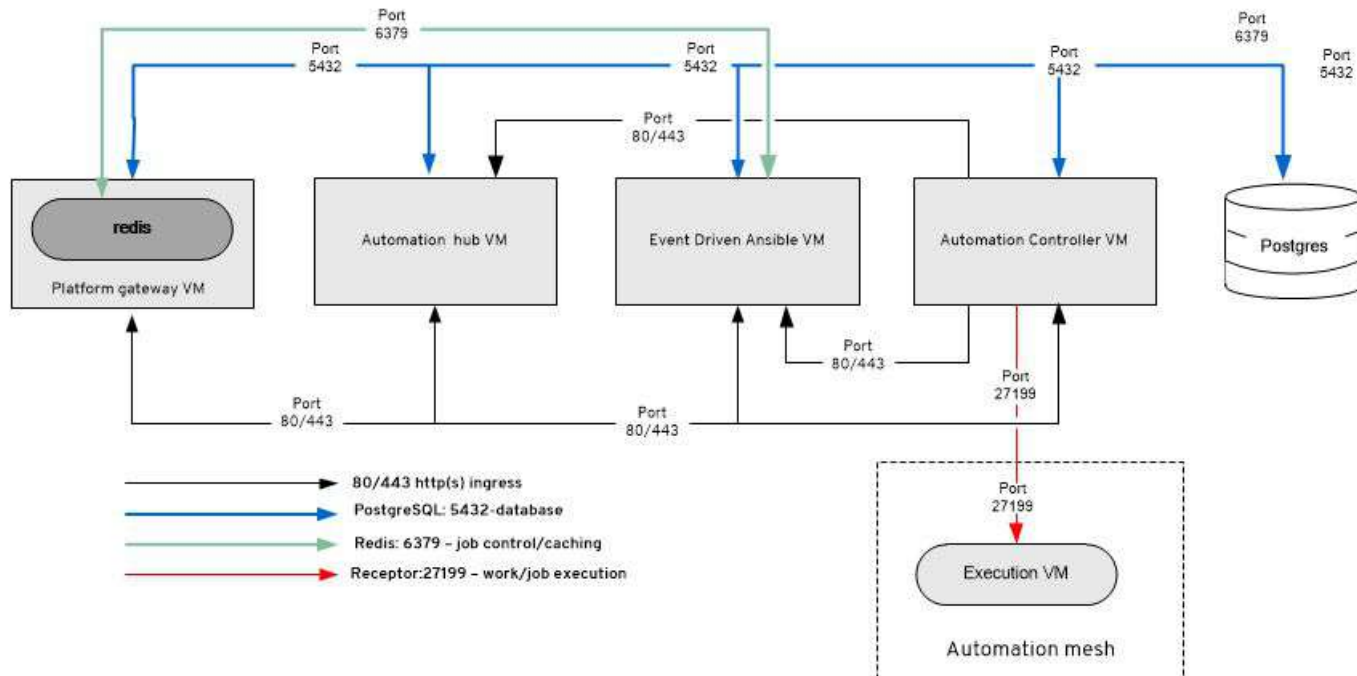 Port
6379
Port
6379
Port
5432
Port
5432
Port
5432
Port
5432
Port
80/443
redis
Platform gateway VM
Automation hub VM
Event Driven Ansible VM
Automation Controller VM
Postgres
Port
80/443
Port
27199
Port
80/443
Port
80/443
80/443 http(s) ingress
PostgreSQL: 5432-database
Redis: 6379 – job control/caching
Receptor:27199 – work/job execution
Port
27199
Execution VM
Automation mesh